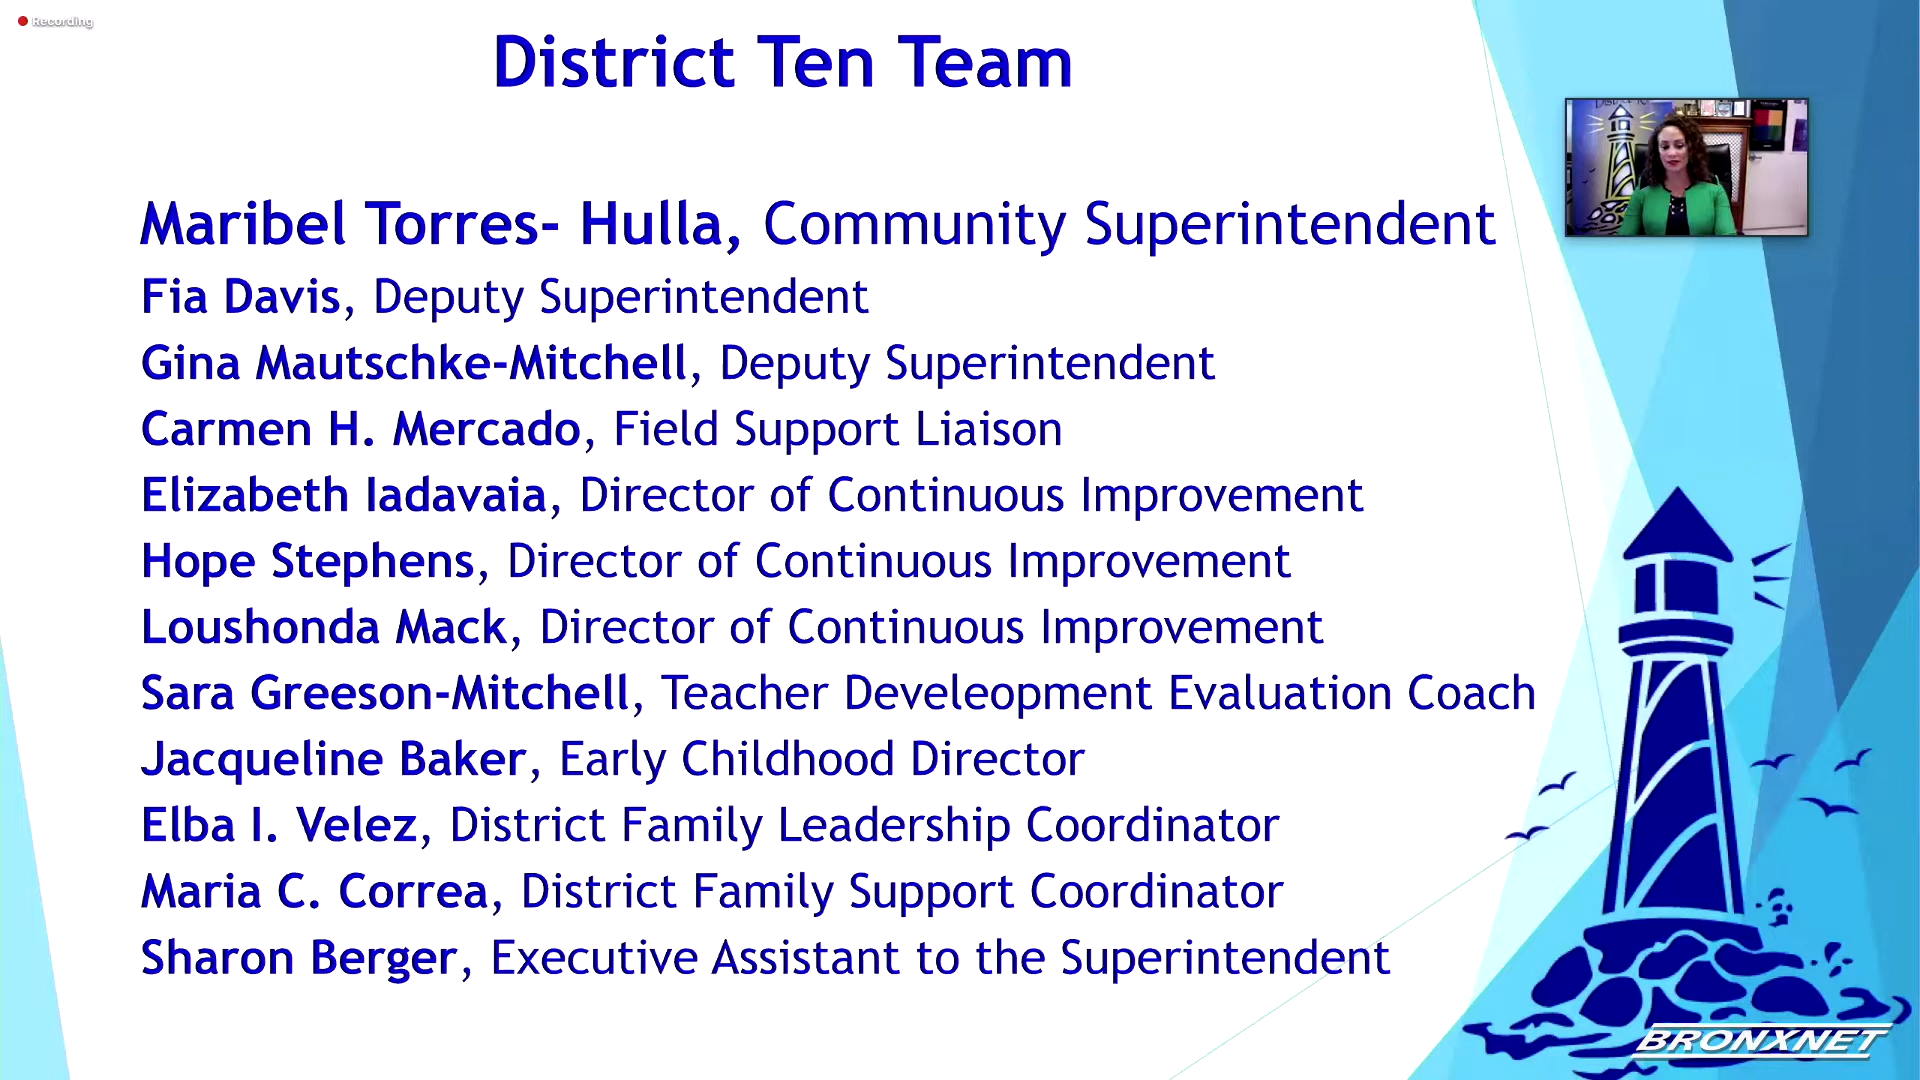 Recording
District Ten Team
Maribel Torres- Hulla, Community Superintendent
Fia Davis, Deputy Superintendent
Gina Mautschke-Mitchell, Deputy Superintendent
Carmen H. Mercado, Field Support Liaison
Elizabeth Iadavaia, Director of Continuous Improvement
Hope Stephens, Director of Continuous Improvement
Loushonda Mack, Director of Continuous Improvement
Sara Greeson-Mitchell, Teacher Develeopment Evaluation Coach
Jacqueline Baker, Early Childhood Director
Elba I. Velez, District Family Leadership Coordinator
Maria C. Correa, District Family Support Coordinator
Sharon Berger, Executive Assistant to the Superintendent
BRONXNET